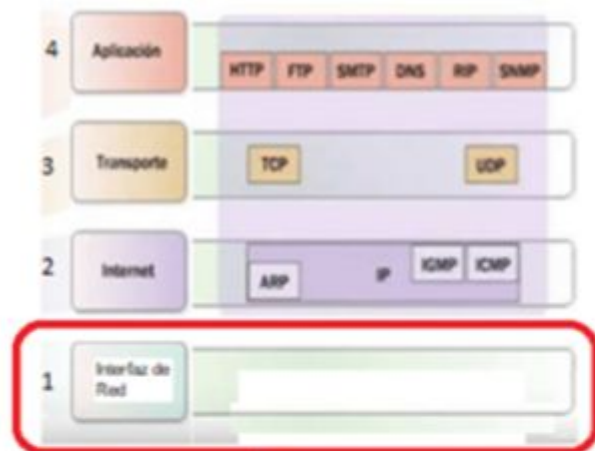 4 Aplicación
HTTP FTP SMTP DNS RIP SNMP
3 Transporte TCP UDP
2 Internet
ARP IP IGMP ICMP
1 Interfaz de
Red